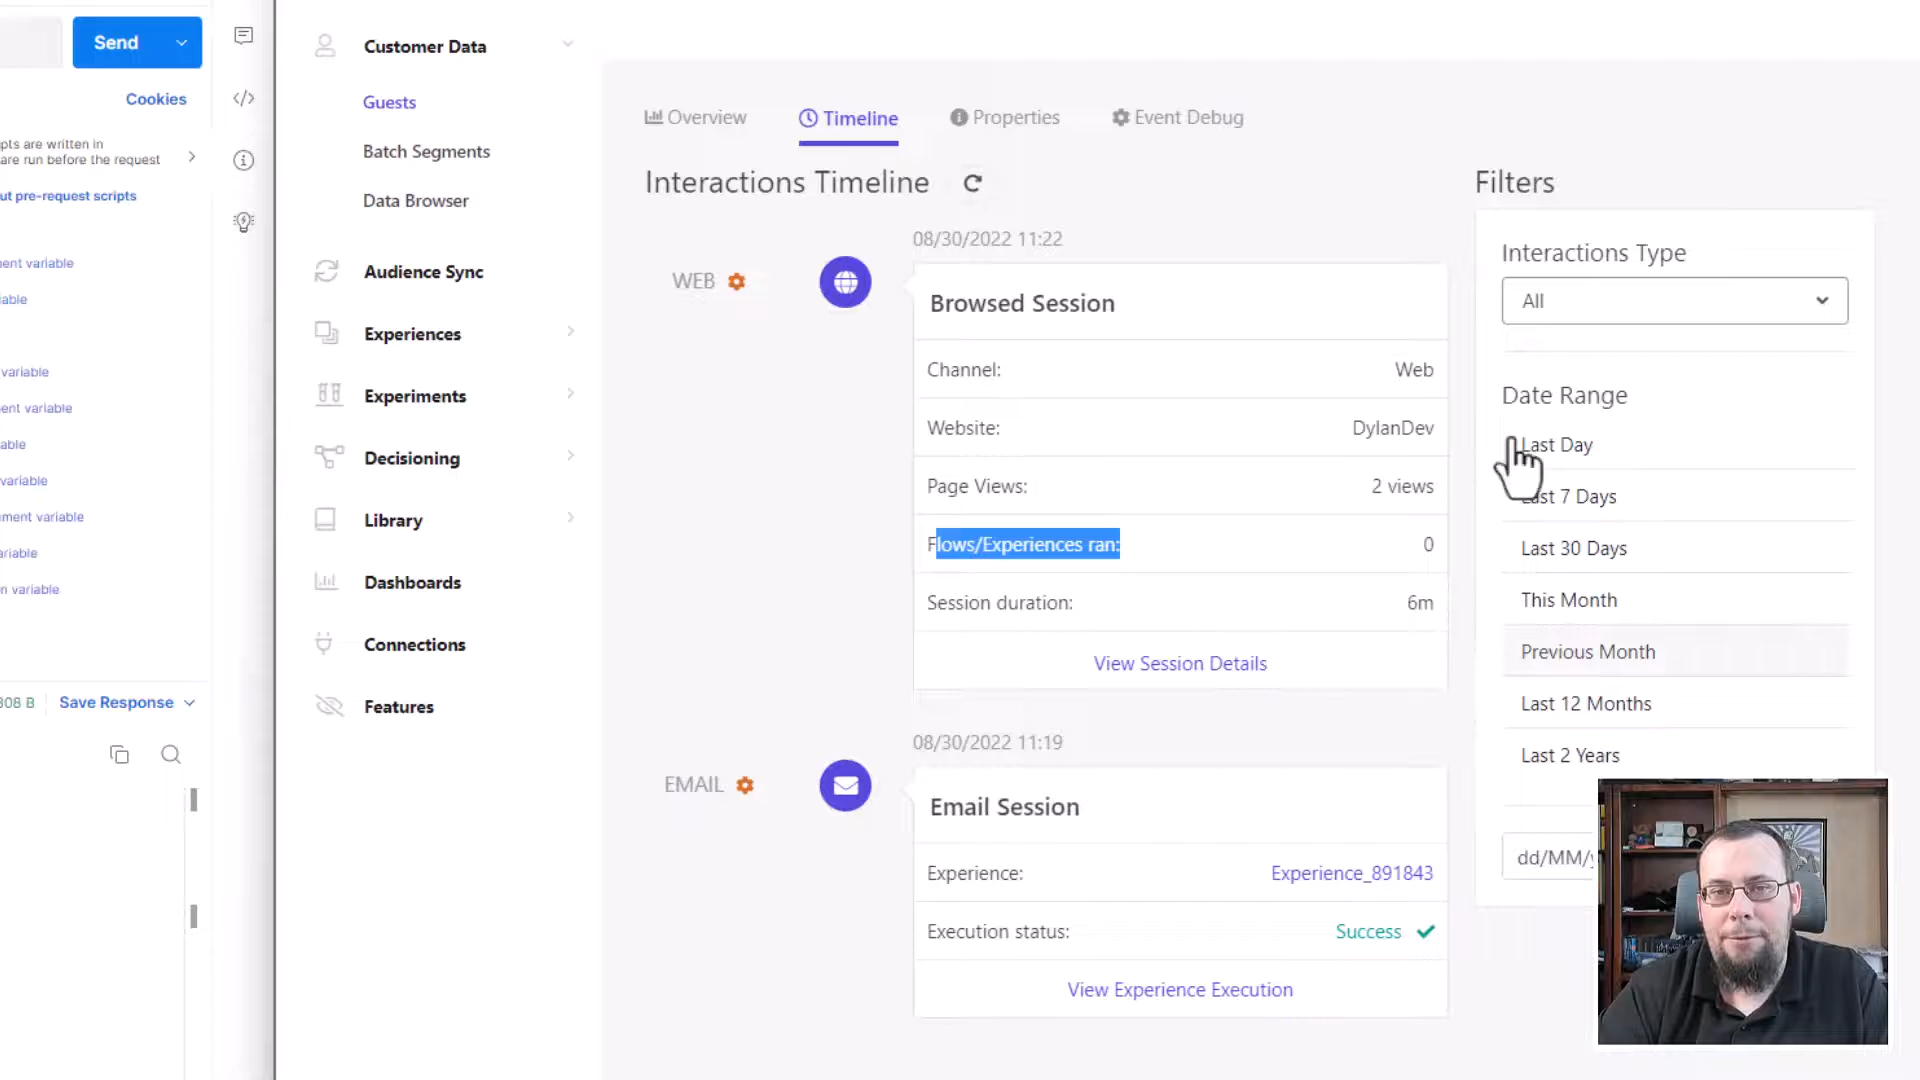 Send
Cookies
pts are written in
are run before the request
ut pre-request scripts
ent variable
able
variable
ent variable
able
variable
ment variable
ariable
n variable
308 B
Save Response
Customer Data
Guests
Batch Segments
Data Browser
Audience Sync
Experiences
Experiments
Decisioning
Library
Dashboards
Connections
Features
Overview
Timeline
Properties
Event Debug
Interactions Timeline
08/30/2022 11:22
WEB
Browsed Session
Channel: Web
Website: DylanDev
Page Views: 2 views
Flows/Experiences ran: 0
Session duration: 6m
View Session Details
08/30/2022 11:19
EMAIL
Email Session
Experience: Experience_891843
Execution status: Success
View Experience Execution
Filters
Interactions Type
All
Date Range
Last Day
Last 7 Days
Last 30 Days
This Month
Previous Month
Last 12 Months
Last 2 Years
dd/MM/y